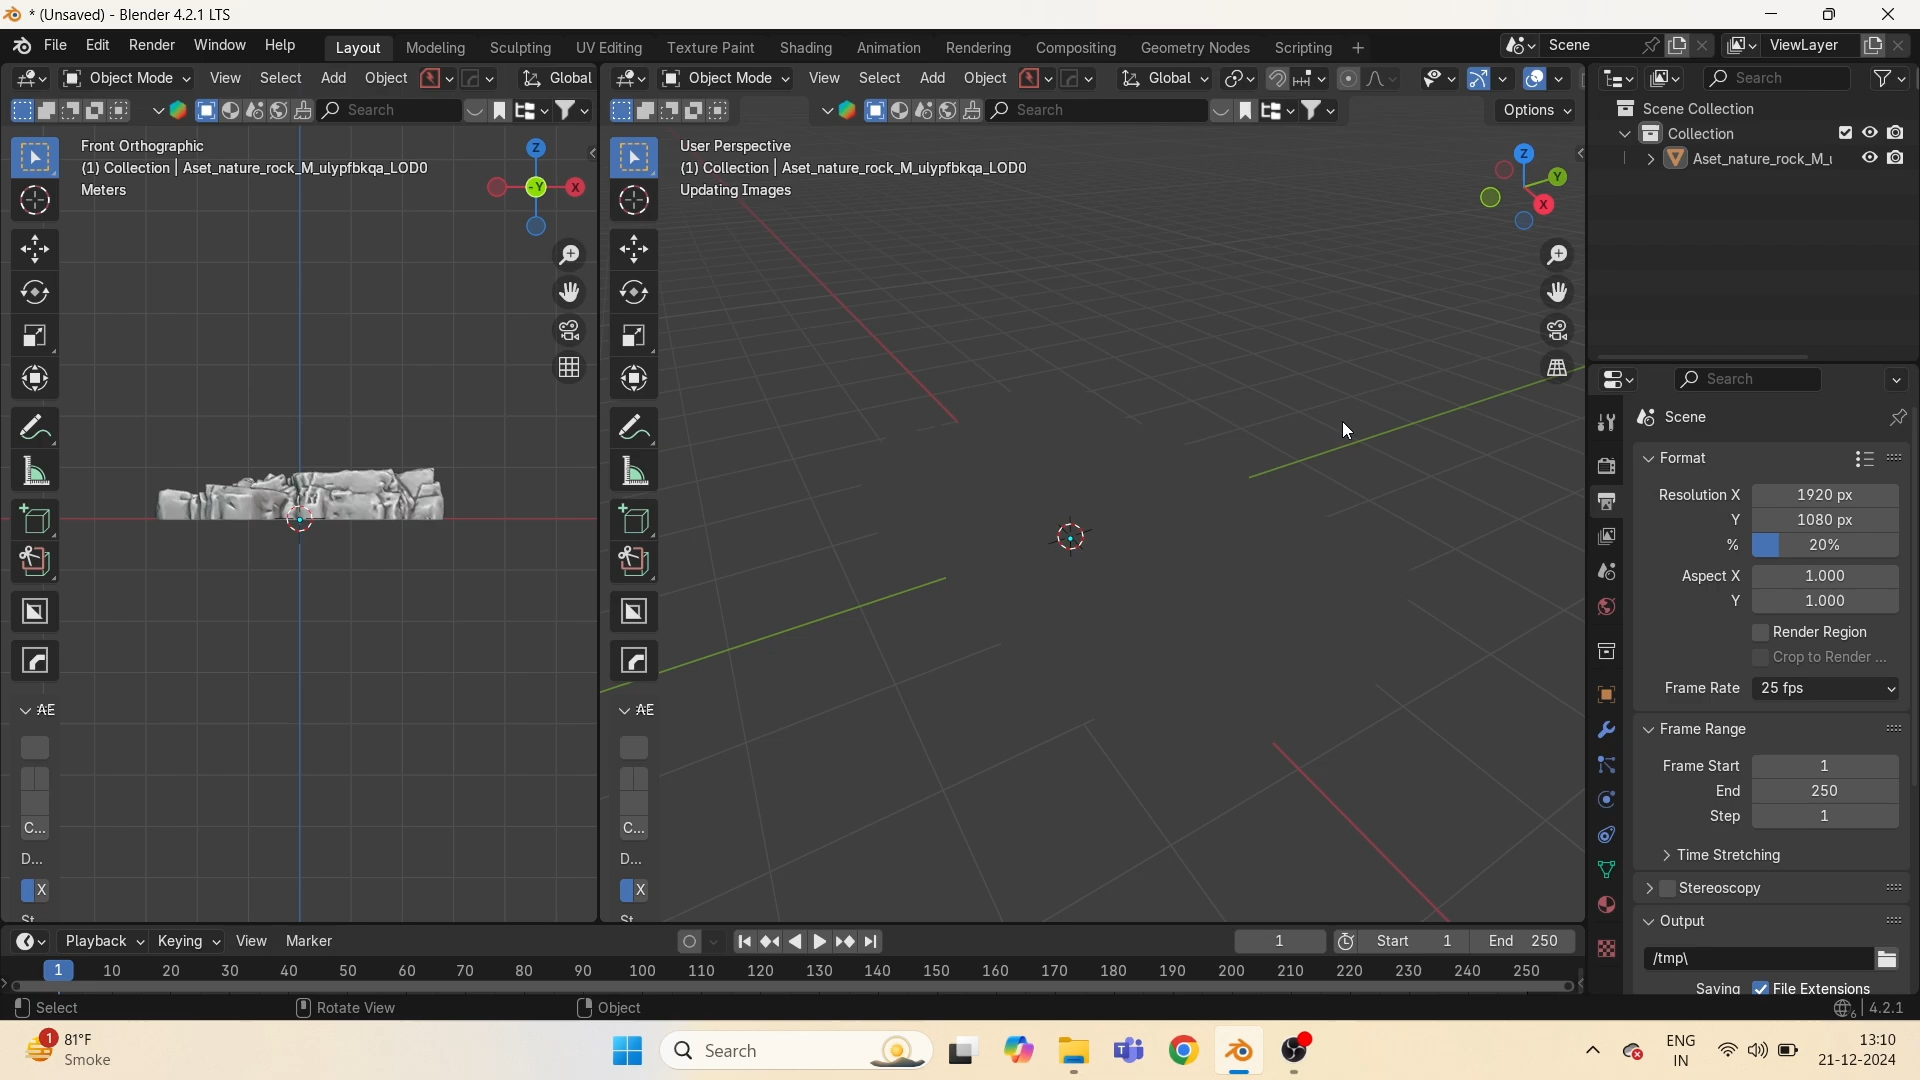 * (Unsaved) - Blender 4.2.1 LTS
File Edit Render Window Help Layout Modeling Sculpting UV Editing Texture Paint Shading Animation Rendering Compositing Geometry Nodes Scripting + Scene ViewLayer
Object Mode View Select Add Object Global
Object Mode View Select Add Object Global
Search
Search
Search
Options
Scene Collection
Collection
Aset_nature_rock_M_u
Front Orthographic
(1) Collection | Aset_nature_rock_M_ulypfbkqa_LOD0
Meters
Z
-Y X
User Perspective
(1) Collection | Aset_nature_rock_M_ulypfbkqa_LOD0
Updating Images
Z
Y
X
AE
C...
D...
X
St
AE
C...
D...
X
St
Search
Scene
Format
Resolution X 1920 px
Y 1080 px
% 20%
Aspect X 1.000
Y 1.000
Render Region
Crop to Render ...
Frame Rate 25 fps
Frame Range
Frame Start 1
End 250
Step 1
Time Stretching
Stereoscopy
Output
/tmp\
Saving File Extensions
Playback Keying View Marker 1 Start 1 End 250
1 10 20 30 40 50 60 70 80 90 100 110 120 130 140 150 160 170 180 190 200 210 220 230 240 250
Select Rotate View Object 4.2.1
1 81°F
Smoke
Search
ENG
IN
13:10
21-12-2024